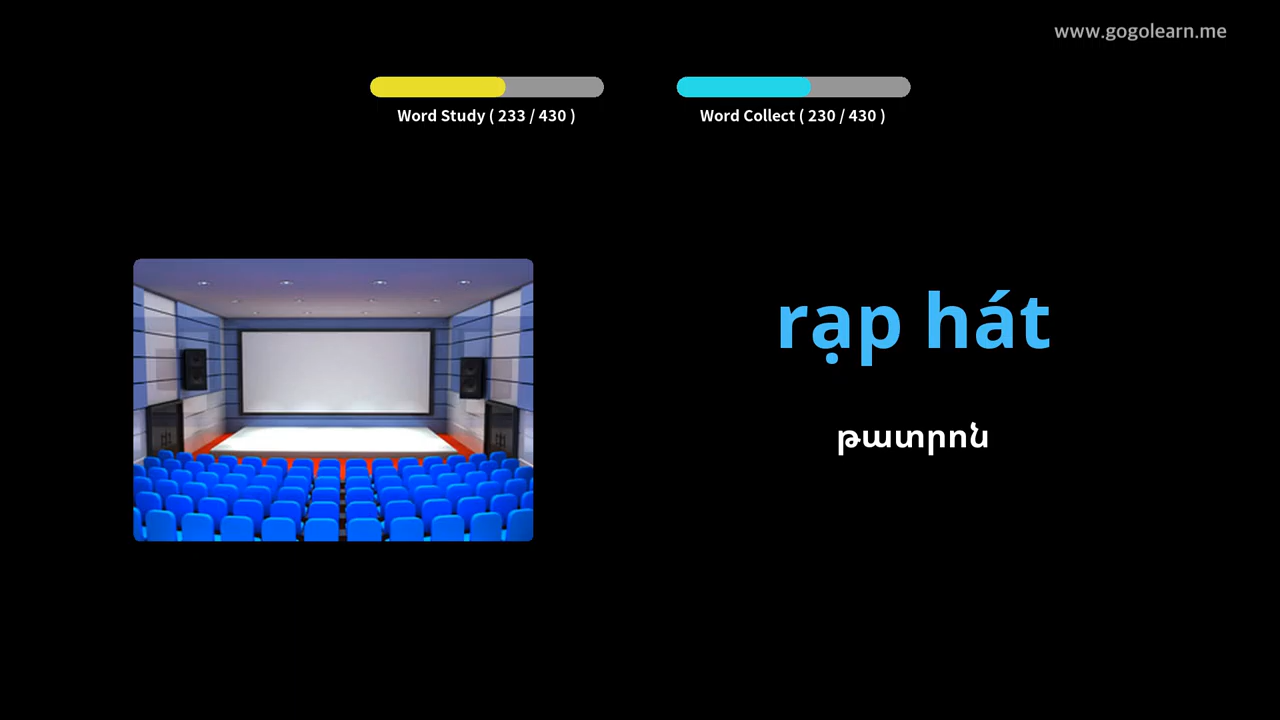 www.gogolearn.me
Word Study ( 233 / 430 )
Word Collect ( 230 / 430 )
rạp hát
թատրոն